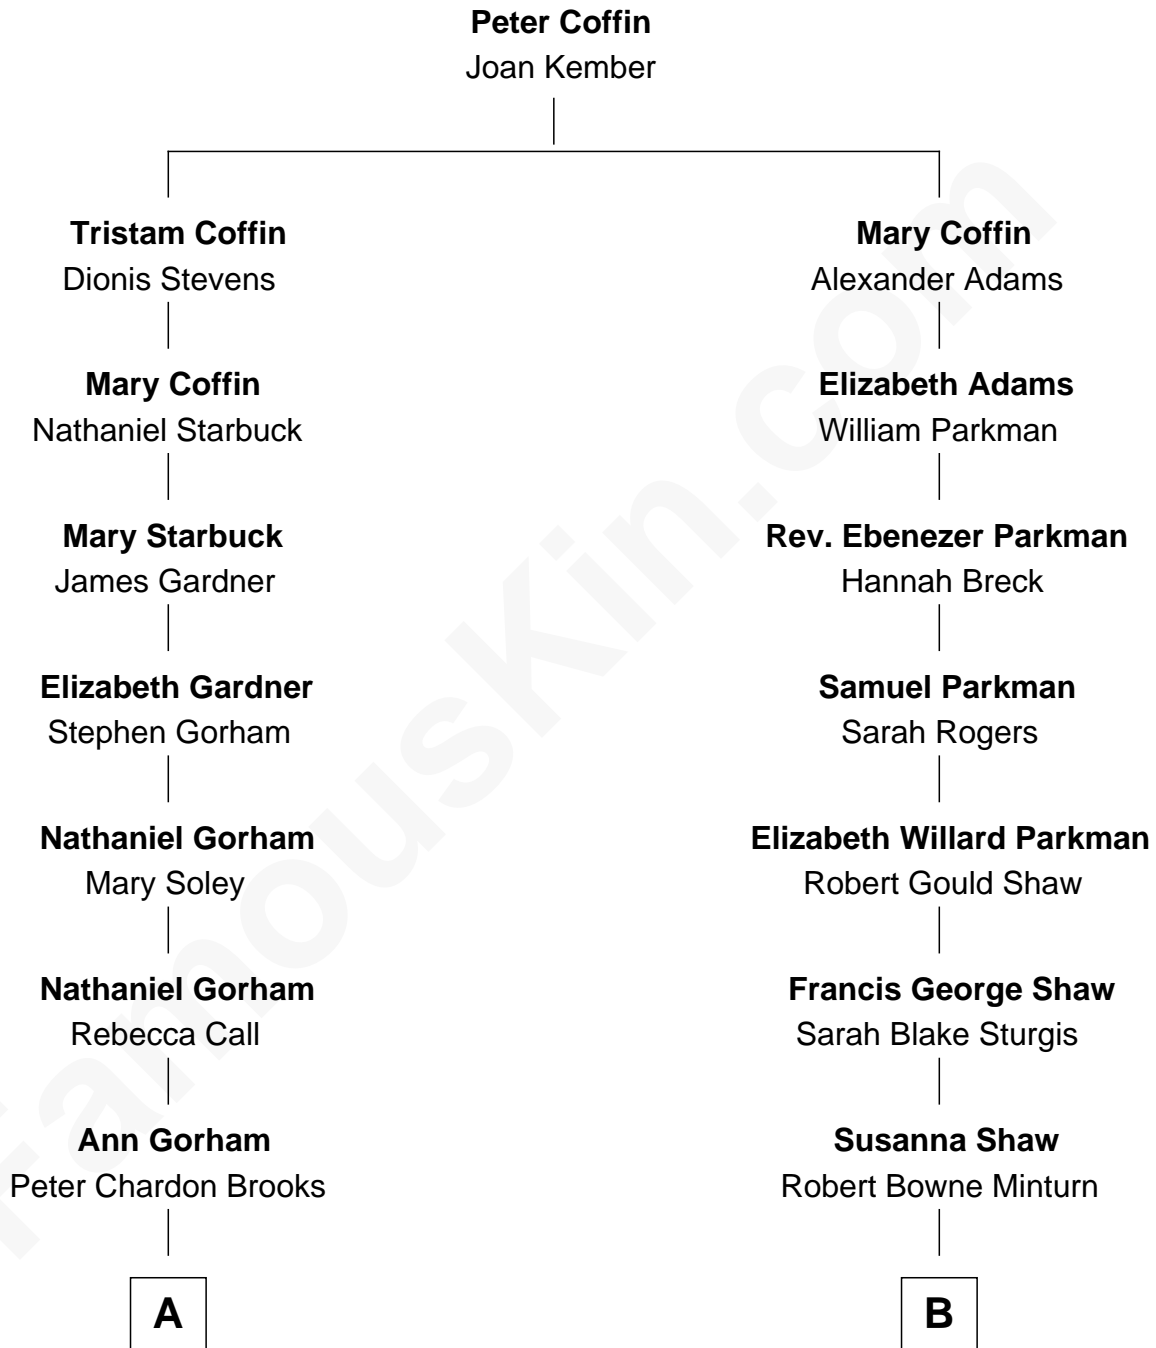 Peter Coffin
Joan Kember
Tristam Coffin
Dionis Stevens
Mary Coffin
Alexander Adams
Mary Coffin
Nathaniel Starbuck
Elizabeth Adams
William Parkman
Mary Starbuck
James Gardner
Rev. Ebenezer Parkman
Hannah Breck
Elizabeth Gardner
Stephen Gorham
Samuel Parkman
Sarah Rogers
Nathaniel Gorham
Mary Soley
Elizabeth Willard Parkman
Robert Gould Shaw
Nathaniel Gorham
Rebecca Call
Francis George Shaw
Sarah Blake Sturgis
Ann Gorham
Peter Chardon Brooks
Susanna Shaw
Robert Bowne Minturn
A
B
FamousKin.com